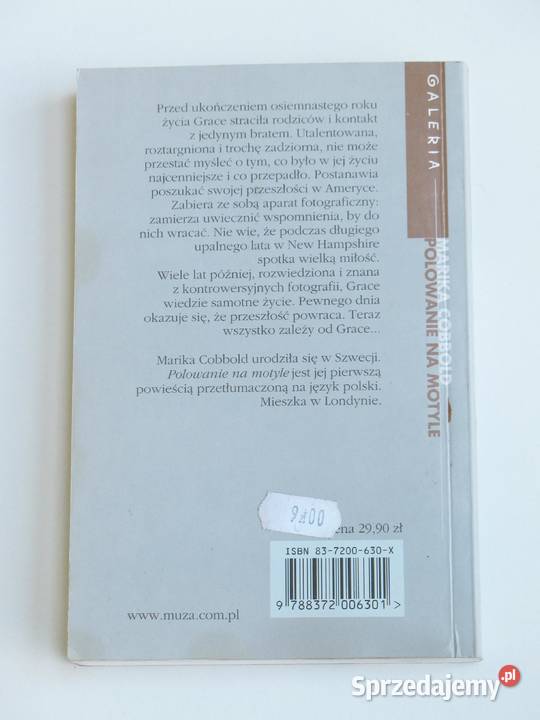 Przed ukończeniem osiemnastego roku
życia Grace straciła rodziców i kontakt
z jedynym bratem. Utalentowana,
roztargniona i trochę zadziorna, nie może
przestać myśleć o tym, co było w jej życiu
najcenniejsze i co przepadło. Postanawia
poszukać swojej przeszłości w Ameryce.
Zabiera ze sobą aparat fotograficzny:
zamierza uwiecznić wspomnienia, by do
nich wracać. Nie wie, że podczas długiego
upalnego lata w New Hampshire
spotka wielką miłość.
Wiele lat później, rozwiedziona i znana
z kontrowersyjnych fotografii, Grace
wiedzie samotne życie. Pewnego dnia
okazuje się, że przeszłość powraca. Teraz
wszystko zależy od Grace...
Marika Cobbold urodziła się w Szwecji.
Polowanie na motyle jest jej pierwszą
powieścią przetłumaczoną na język polski.
Mieszka w Londynie.
GALERIA
MARIKA COBBOLD
POLOWANIE NA MOTYLE
29,90 zł
ISBN 83-7200-630-X
9 788372 006301 >
www.muza.com.pl
Sprzedajemy.pl